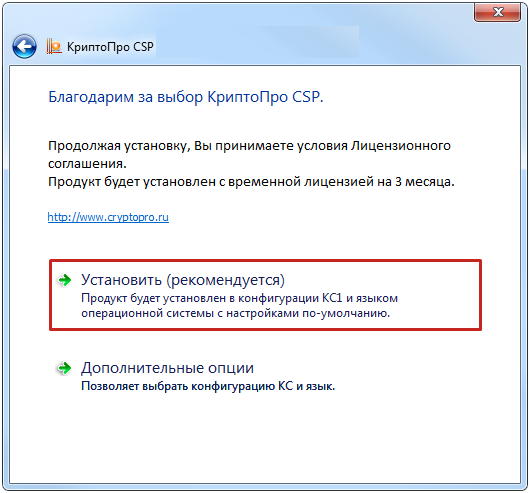 КриптоПро CSP
Благодарим за выбор КриптоПро CSP.
Продолжая установку, Вы принимаете условия Лицензионного
соглашения.
Продукт будет установлен с временной лицензией на 3 месяца.
http://www.cryptopro.ru
Установить (рекомендуется)
Продукт будет установлен в конфигурации КС1 и языком
операционной системы с настройками по-умолчанию.
Дополнительные опции
Позволяет выбрать конфигурацию КС и язык.